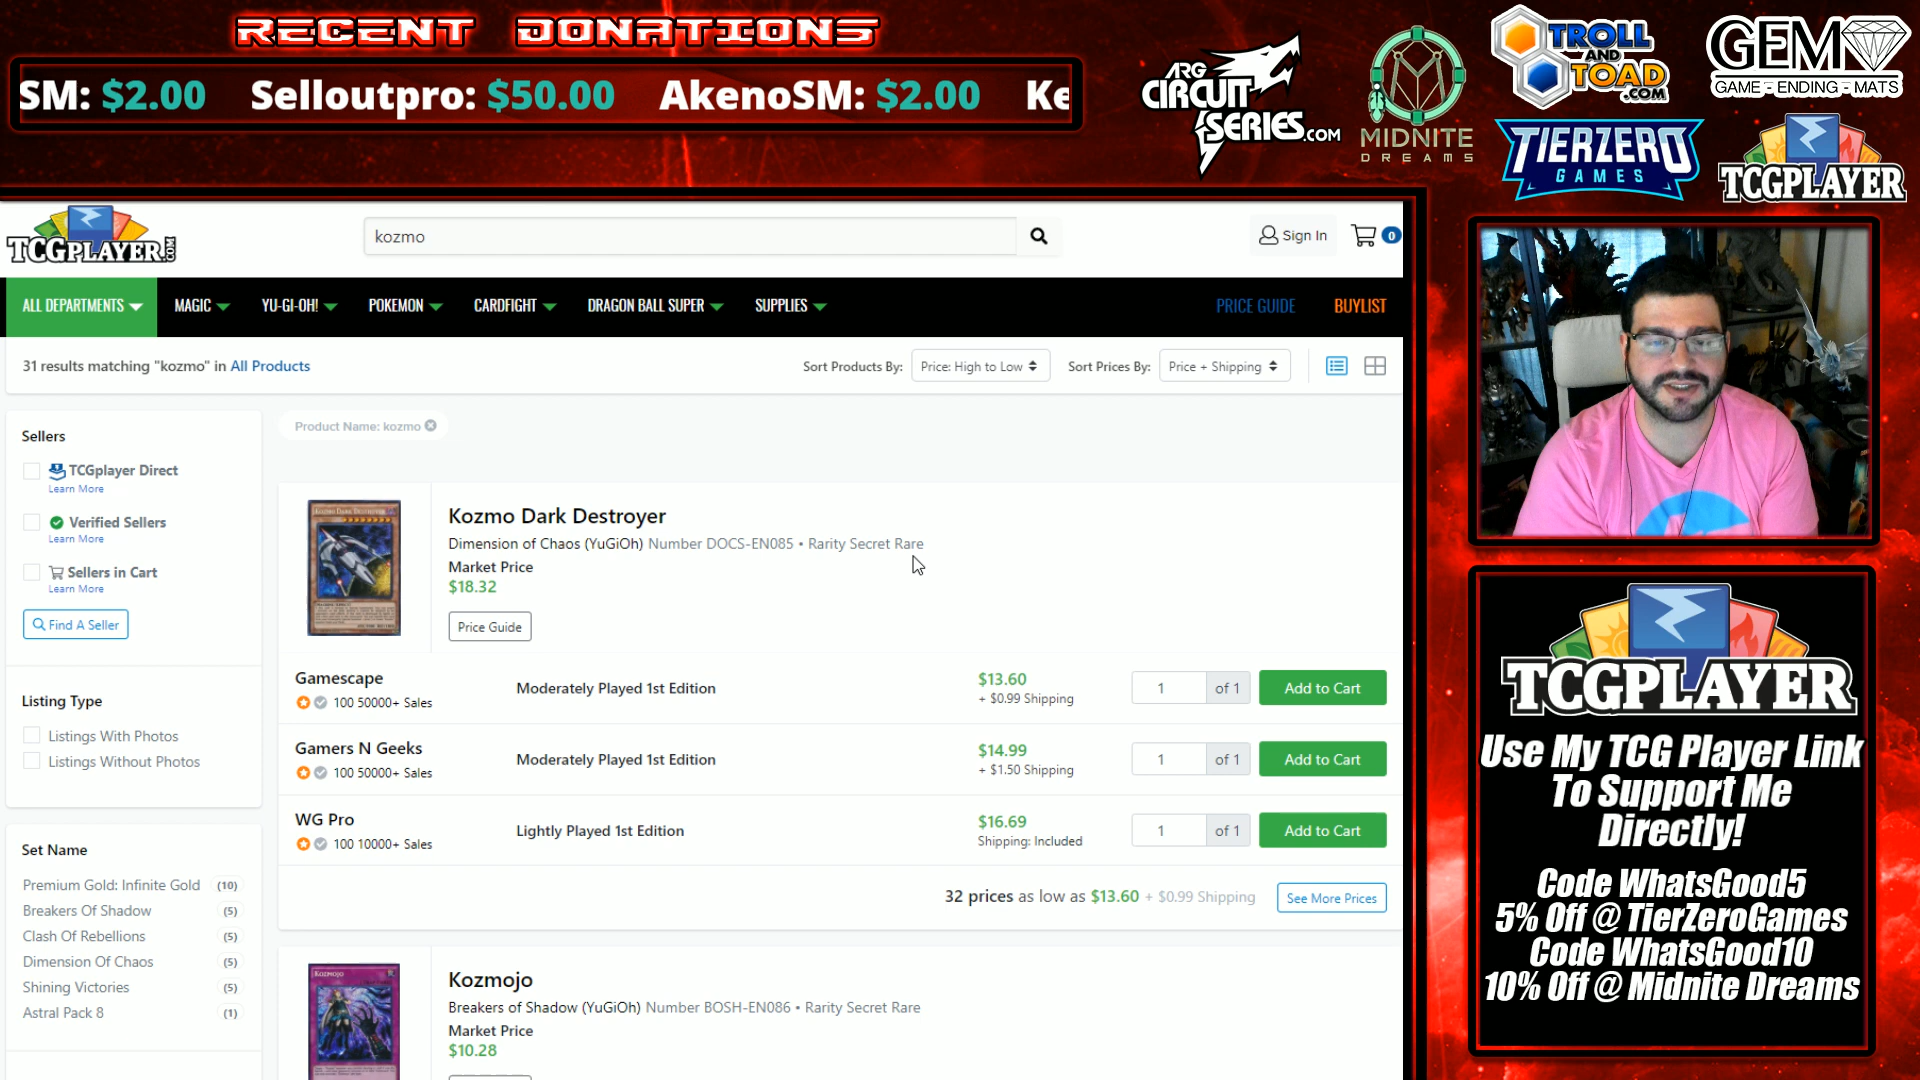 RECENT DONATIONS
SM: $2.00 Selloutpro: $50.00 AkenoSM: $2.00 Ke
ARG
CIRCUIT
SERIES.COM
MIDNITE
DREAMS
TROLL
AND
TOAD
.COM
GEM
GAME - ENDING - MATS
TIERZERO
GAMES
TCGPLAYER
TCGPLAYER.COM
kozmo
Sign In
0
ALL DEPARTMENTS MAGIC YU-GI-OH! POKEMON CARDFIGHT DRAGON BALL SUPER SUPPLIES PRICE GUIDE BUYLIST
31 results matching "kozmo" in All Products
Sort Products By: Price: High to Low Sort Prices By: Price + Shipping
Product Name: kozmo
Sellers
TCGplayer Direct
Learn More
Verified Sellers
Learn More
Sellers in Cart
Learn More
Find A Seller
Listing Type
Listings With Photos
Listings Without Photos
Set Name
Premium Gold: Infinite Gold (10)
Breakers Of Shadow (5)
Clash Of Rebellions (5)
Dimension Of Chaos (5)
Shining Victories (5)
Astral Pack 8 (1)
KOZMO DARK DESTROYER
Kozmo Dark Destroyer
Dimension of Chaos (YuGiOh) Number DOCS-EN085 • Rarity Secret Rare
Market Price
$18.32
Price Guide
Gamescape
100 50000+ Sales
Moderately Played 1st Edition
$13.60
+ $0.99 Shipping
1 of 1
Add to Cart
Gamers N Geeks
100 50000+ Sales
Moderately Played 1st Edition
$14.99
+ $1.50 Shipping
1 of 1
Add to Cart
WG Pro
100 10000+ Sales
Lightly Played 1st Edition
$16.69
Shipping: Included
1 of 1
Add to Cart
32 prices as low as $13.60 + $0.99 Shipping
See More Prices
KOZMOJO
Kozmojo
Breakers of Shadow (YuGiOh) Number BOSH-EN086 • Rarity Secret Rare
Market Price
$10.28
TCGPLAYER
Use My TCG Player Link
To Support Me
Directly!
Code WhatsGood5
5% Off @ TierZeroGames
Code WhatsGood10
10% Off @ Midnite Dreams